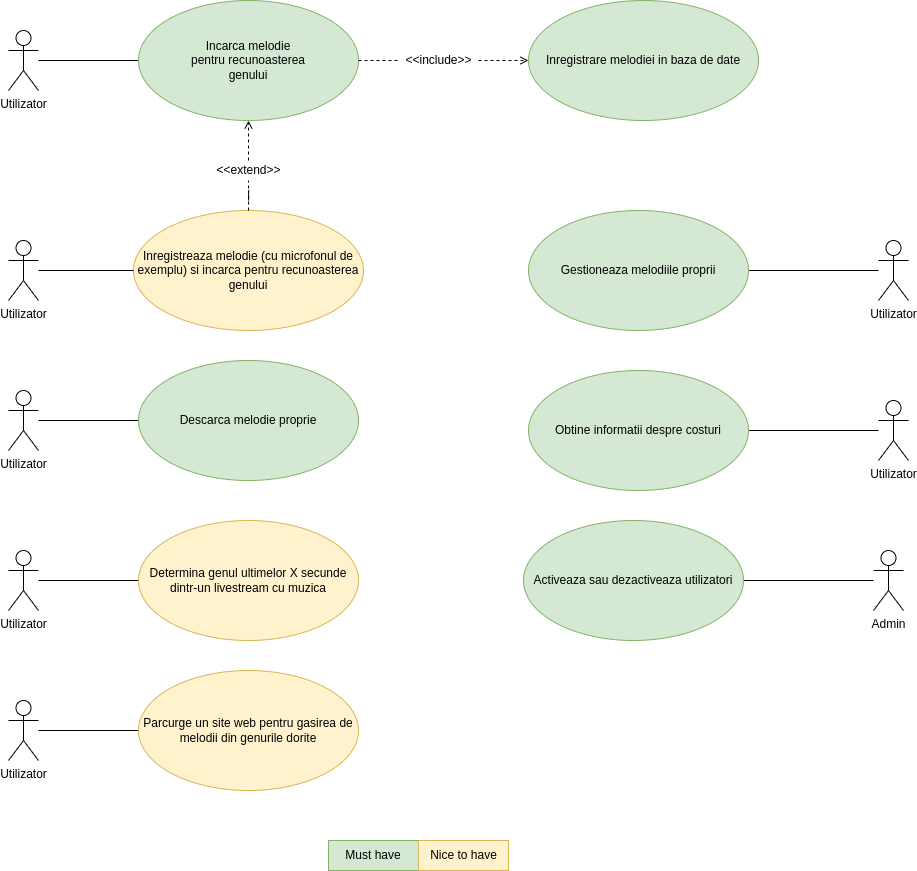 Incarca melodie
pentru recunoasterea
genului
<<include>>
Inregistrare melodiei in baza de date
Utilizator
<<extend>>
Inregistreaza melodie (cu microfonul de
exemplu) si incarca pentru recunoasterea
genului
Utilizator
Gestioneaza melodiile proprii
Utilizator
Descarca melodie proprie
Utilizator
Obtine informatii despre costuri
Utilizator
Determina genul ultimelor X secunde
dintr-un livestream cu muzica
Utilizator
Activeaza sau dezactiveaza utilizatori
Admin
Parcurge un site web pentru gasirea de
melodii din genurile dorite
Utilizator
Must have
Nice to have